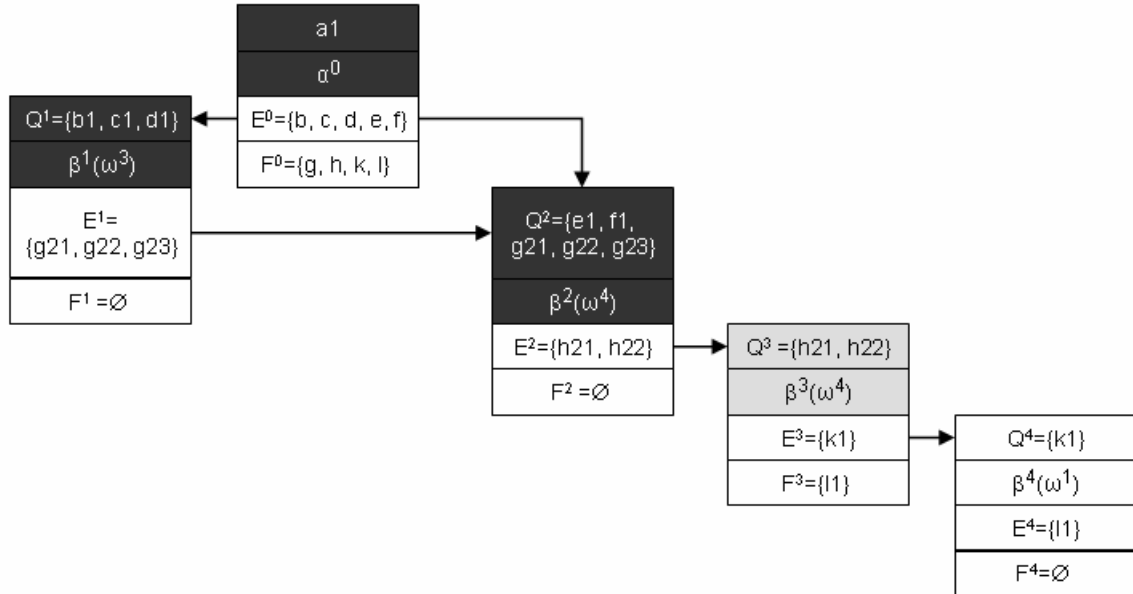 a1
α⁰
E⁰={b, c, d, e, f}
F⁰={g, h, k, l}
Q¹={b1, c1, d1}
β¹(ω³)
E¹=
{g21, g22, g23}
F¹ =∅
Q²={e1, f1,
g21, g22, g23}
β²(ω⁴)
E²={h21, h22}
F² =∅
Q³ ={h21, h22}
β³(ω⁴)
E³={k1}
F³={l1}
Q⁴={k1}
β⁴(ω¹)
E⁴={l1}
F⁴=∅